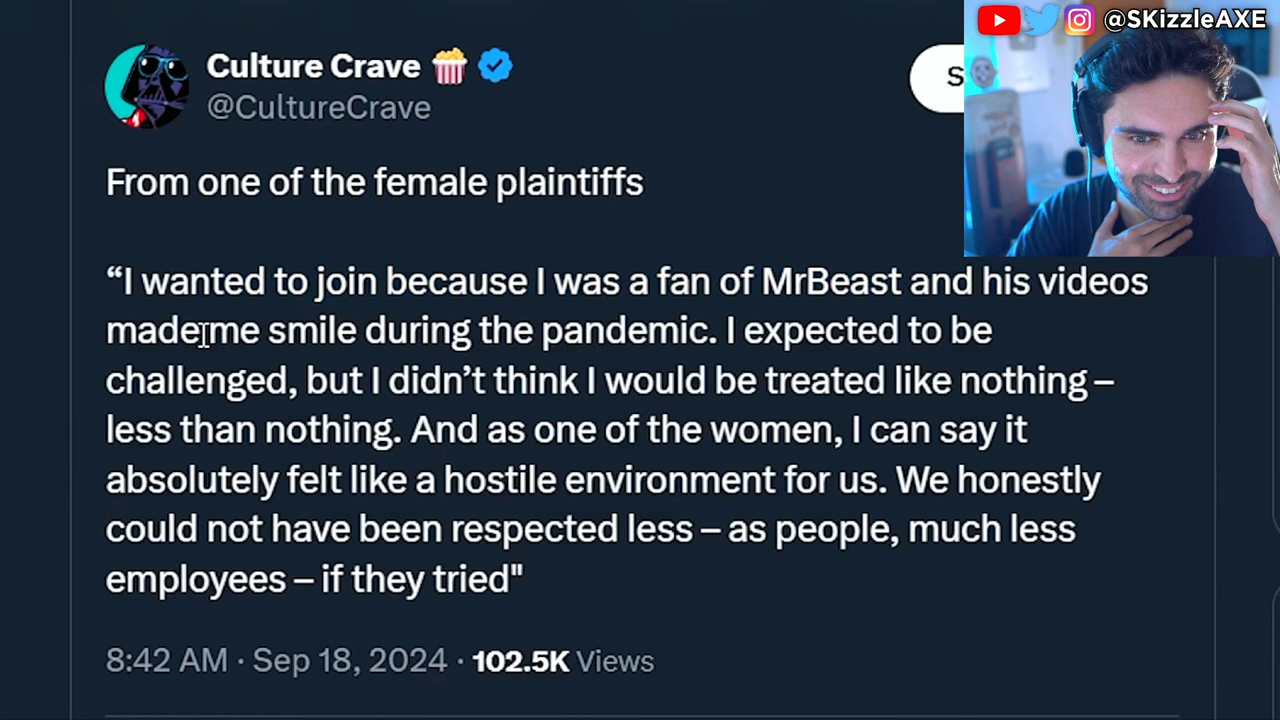 @SKizzleAXE
Culture Crave
@CultureCrave
S
From one of the female plaintiffs
“I wanted to join because I was a fan of MrBeast and his videos
made me smile during the pandemic. I expected to be
challenged, but I didn’t think I would be treated like nothing –
less than nothing. And as one of the women, I can say it
absolutely felt like a hostile environment for us. We honestly
could not have been respected less – as people, much less
employees – if they tried"
8:42 AM · Sep 18, 2024 · 102.5K Views